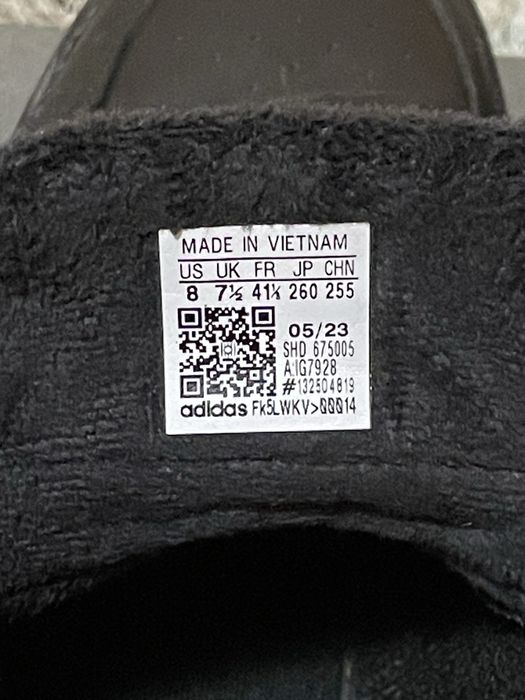 MADE IN VIETNAM
US UK FR JP CHN
8 7½ 41⅓ 260 255
05/23
SHD 675005
A:IG7928
#132504819
adidas Fk5LWKV>00014